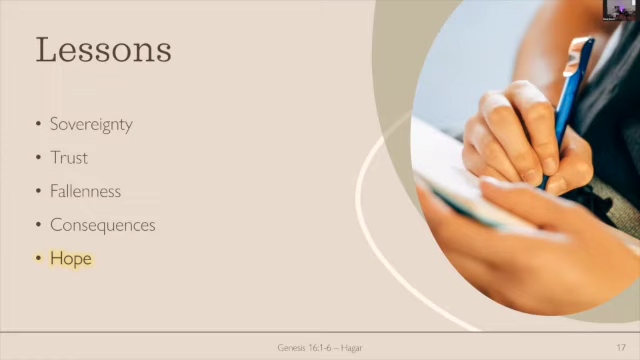 Lessons
• Sovereignty
• Trust
• Fallenness
• Consequences
• Hope
Genesis 16:1-6 – Hagar
17